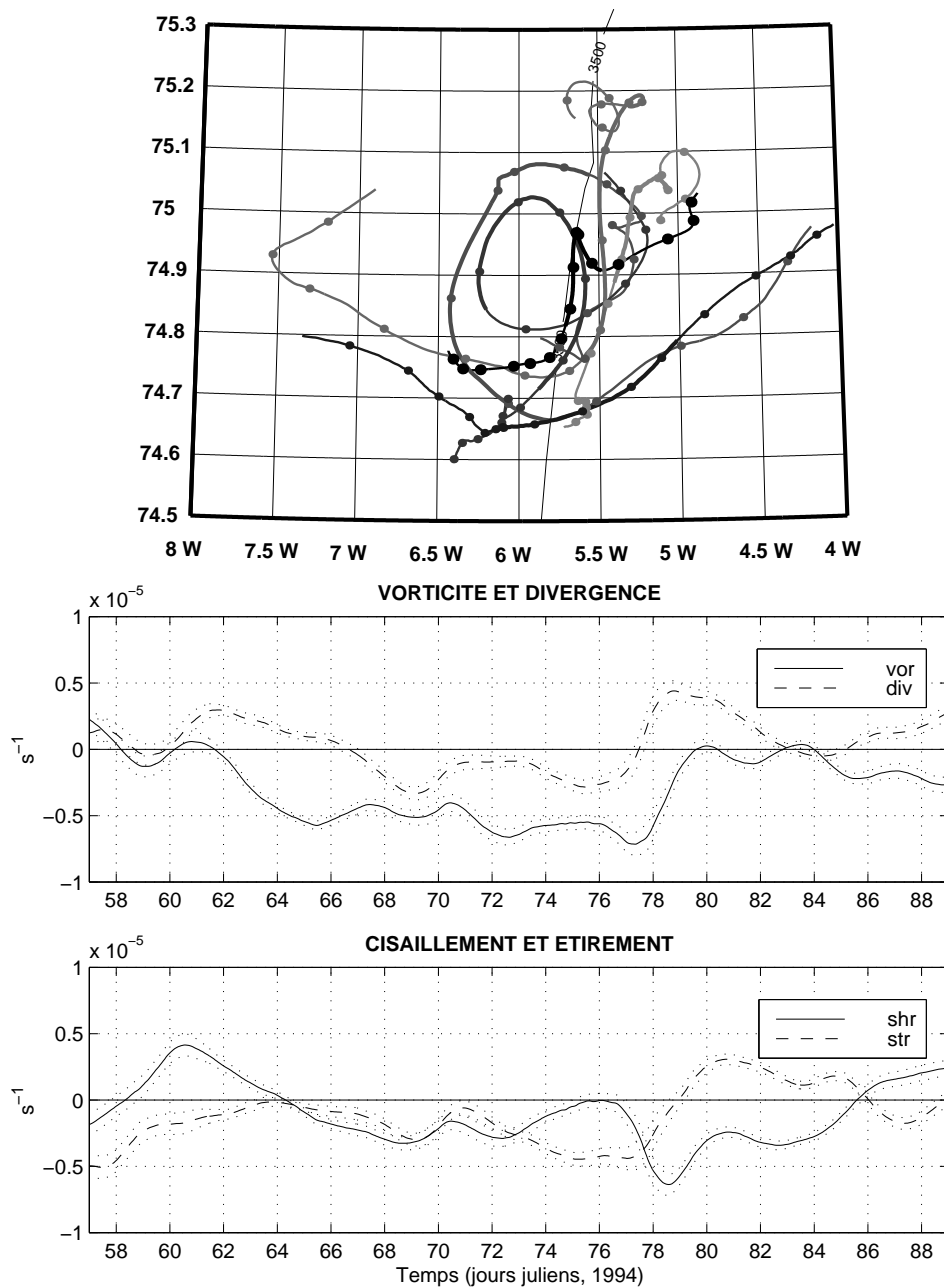 75.3
75.2
75.1
75
74.9
74.8
74.7
74.6
74.5
3500
8 W 7.5 W 7 W 6.5 W 6 W 5.5 W 5 W 4.5 W 4 W
VORTICITE ET DIVERGENCE
x 10⁻⁵
1
0.5
0
−0.5
−1
s⁻¹
vor
div
58 60 62 64 66 68 70 72 74 76 78 80 82 84 86 88
CISAILLEMENT ET ETIREMENT
x 10⁻⁵
1
0.5
0
−0.5
−1
s⁻¹
shr
str
58 60 62 64 66 68 70 72 74 76 78 80 82 84 86 88
Temps (jours juliens, 1994)